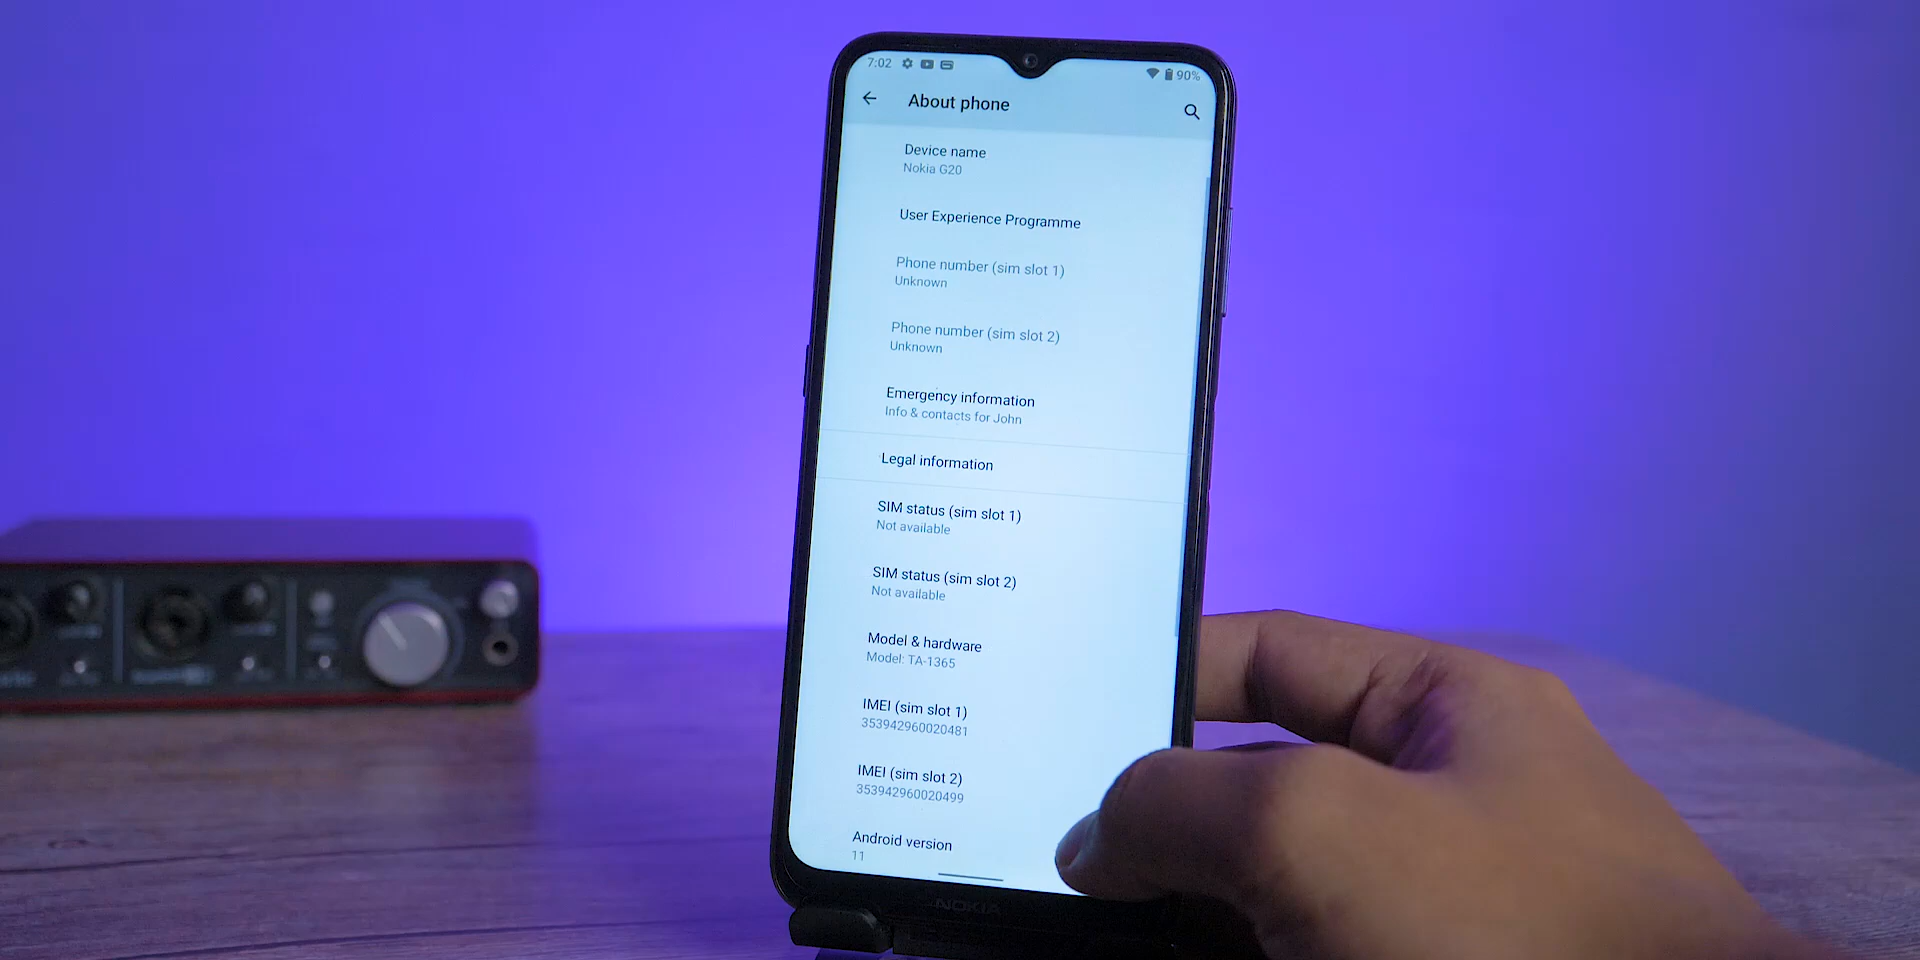 7:02
90%
About phone
Device name
Nokia G20
User Experience Programme
Phone number (sim slot 1)
Unknown
Phone number (sim slot 2)
Unknown
Emergency information
Info & contacts for John
Legal information
SIM status (sim slot 1)
Not available
SIM status (sim slot 2)
Not available
Model & hardware
Model: TA-1365
IMEI (sim slot 1)
353942960020481
IMEI (sim slot 2)
353942960020499
Android version
11
NOKIA